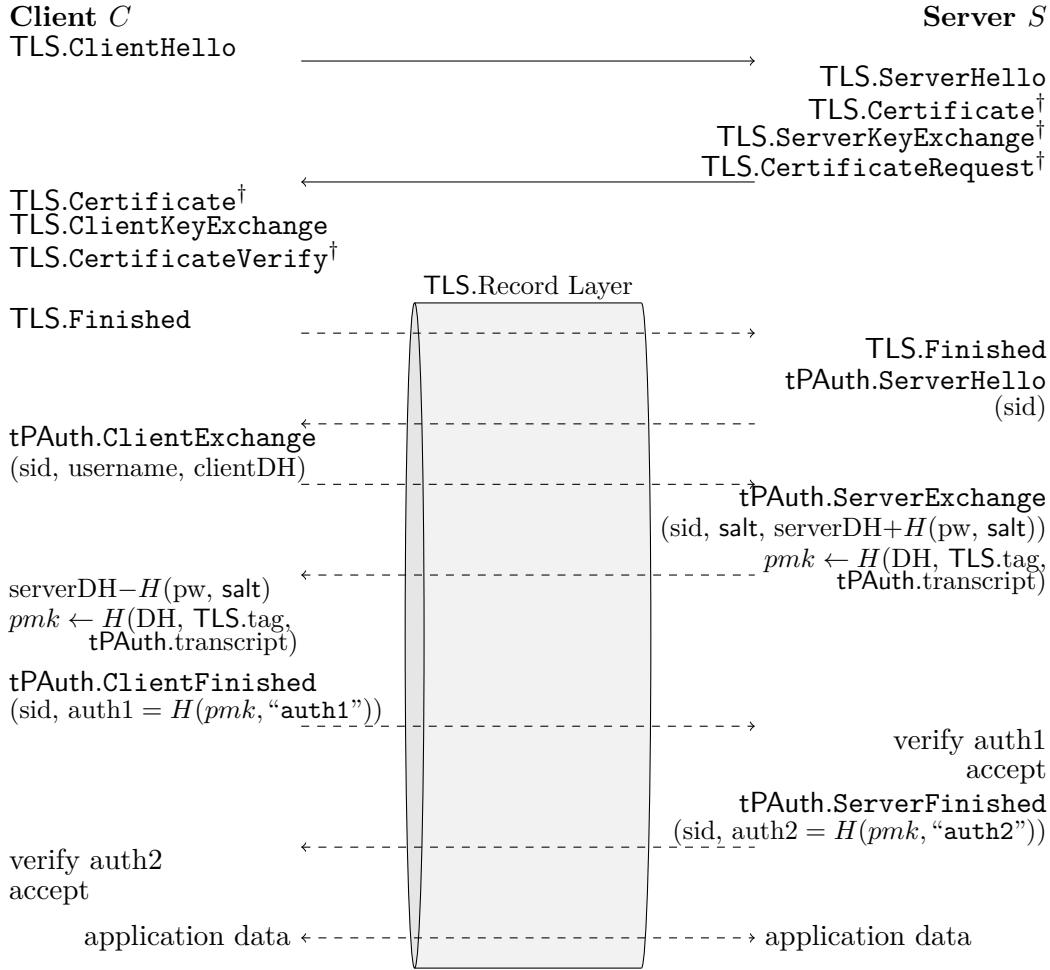 Client C
Server S
TLS.ClientHello
TLS.ServerHello
TLS.Certificate†
TLS.ServerKeyExchange†
TLS.CertificateRequest†
TLS.Certificate†
TLS.ClientKeyExchange
TLS.CertificateVerify†
TLS.Record Layer
TLS.Finished
TLS.Finished
tPAuth.ServerHello
(sid)
tPAuth.ClientExchange
(sid, username, clientDH)
tPAuth.ServerExchange
(sid, salt, serverDH+H(pw, salt))
pmk ← H(DH, TLS.tag,
tPAuth.transcript)
serverDH−H(pw, salt)
pmk ← H(DH, TLS.tag,
tPAuth.transcript)
tPAuth.ClientFinished
(sid, auth1 = H(pmk, “auth1”))
verify auth1
accept
tPAuth.ServerFinished
(sid, auth2 = H(pmk, “auth2”))
verify auth2
accept
application data
application data